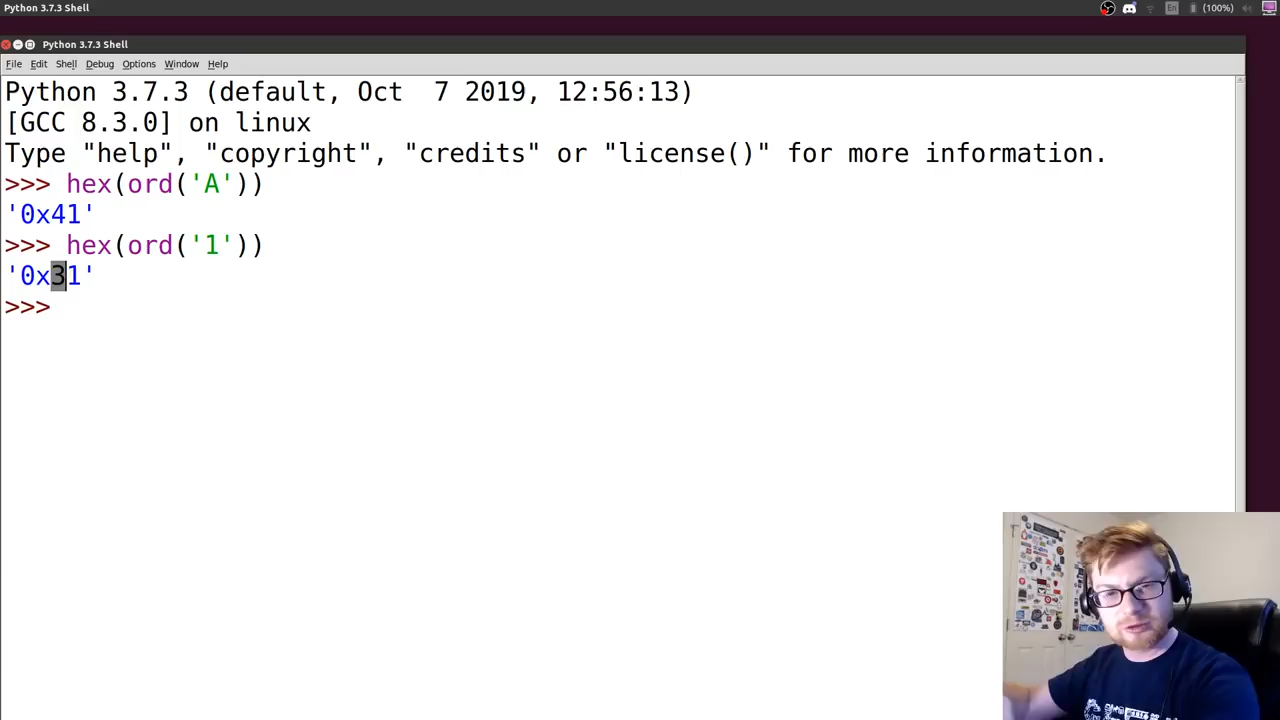 Python 3.7.3 Shell
En (100%)
Python 3.7.3 Shell
File Edit Shell Debug Options Window Help
Python 3.7.3 (default, Oct  7 2019, 12:56:13)
[GCC 8.3.0] on linux
Type "help", "copyright", "credits" or "license()" for more information.
>>> hex(ord('A'))
'0x41'
>>> hex(ord('1'))
'0x31'
>>>